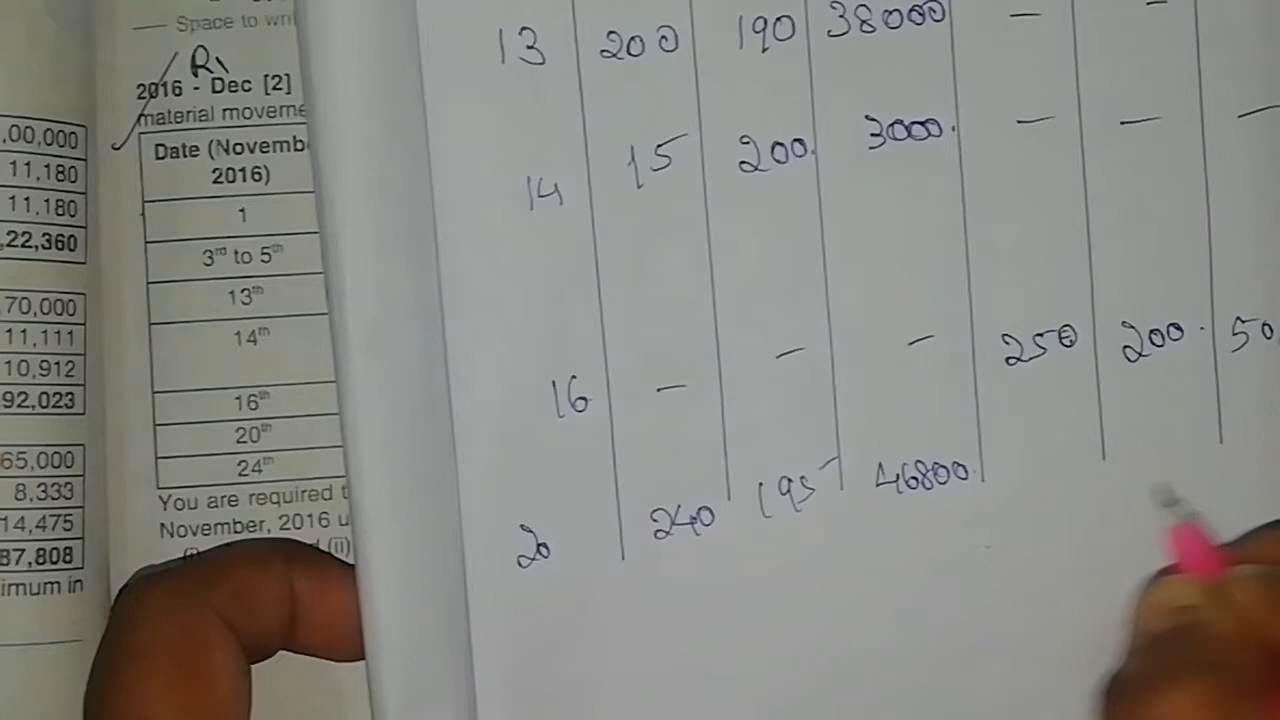 Space to wri
R1
2016 - Dec [2]
material moveme
Date (Novemb
2016)
1
3rd to 5th
13th
14th
16th
20th
24th
You are required t
November, 2016 u
(ii)
,00,000
11,180
11,180
,22,360
70,000
11,111
10,912
92,023
65,000
8,333
14,475
87,808
imum in
13 200 190 38000 — —
14 15 200. 3000. — — —
16 — — — 250 200. 50
20 240 195 46800.